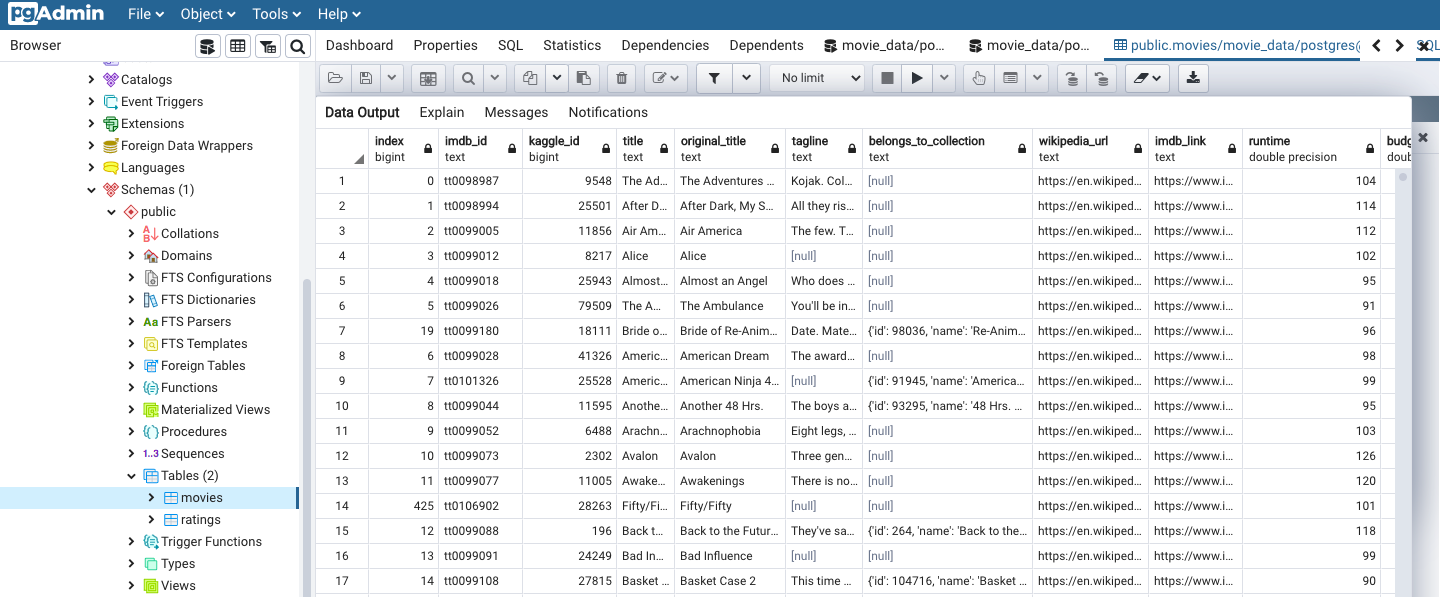 pgAdmin File Object Tools Help
Browser Dashboard Properties SQL Statistics Dependencies Dependents movie_data/po... movie_data/po... public.movies/movie_data/postgres@
No limit
Catalogs
Event Triggers
Extensions
Foreign Data Wrappers
Languages
Schemas (1)
public
Collations
Domains
FTS Configurations
FTS Dictionaries
Aa FTS Parsers
FTS Templates
Foreign Tables
Functions
Materialized Views
Procedures
1..3 Sequences
Tables (2)
movies
ratings
Trigger Functions
Types
Views
Data Output Explain Messages Notifications
index imdb_id kaggle_id title original_title tagline belongs_to_collection wikipedia_url imdb_link runtime budg
bigint text bigint text text text text text text double precision doub
1 0 tt0098987 9548 The Ad... The Adventures ... Kojak. Col... [null] https://en.wikiped... https://www.i... 104
2 1 tt0098994 25501 After D... After Dark, My S... All they ris... [null] https://en.wikiped... https://www.i... 114
3 2 tt0099005 11856 Air Am... Air America The few. T... [null] https://en.wikiped... https://www.i... 112
4 3 tt0099012 8217 Alice Alice [null] [null] https://en.wikiped... https://www.i... 102
5 4 tt0099018 25943 Almost... Almost an Angel Who does ... [null] https://en.wikiped... https://www.i... 95
6 5 tt0099026 79509 The A... The Ambulance You'll be in... [null] https://en.wikiped... https://www.i... 91
7 19 tt0099180 18111 Bride o... Bride of Re-Anim... Date. Mate... {'id': 98036, 'name': 'Re-Anim... https://en.wikiped... https://www.i... 96
8 6 tt0099028 41326 Americ... American Dream The award... [null] https://en.wikiped... https://www.i... 98
9 7 tt0101326 25528 Americ... American Ninja 4... [null] {'id': 91945, 'name': 'America... https://en.wikiped... https://www.i... 99
10 8 tt0099044 11595 Anothe... Another 48 Hrs. The boys a... {'id': 93295, 'name': '48 Hrs. ... https://en.wikiped... https://www.i... 95
11 9 tt0099052 6488 Arachn... Arachnophobia Eight legs, ... [null] https://en.wikiped... https://www.i... 103
12 10 tt0099073 2302 Avalon Avalon Three gen... [null] https://en.wikiped... https://www.i... 126
13 11 tt0099077 11005 Awake... Awakenings There is no... [null] https://en.wikiped... https://www.i... 120
14 425 tt0106902 28263 Fifty/Fi... Fifty/Fifty [null] [null] https://en.wikiped... https://www.i... 101
15 12 tt0099088 196 Back t... Back to the Futur... They've sa... {'id': 264, 'name': 'Back to the... https://en.wikiped... https://www.i... 118
16 13 tt0099091 24249 Bad In... Bad Influence [null] [null] https://en.wikiped... https://www.i... 99
17 14 tt0099108 27815 Basket ... Basket Case 2 This time ... {'id': 104716, 'name': 'Basket ... https://en.wikiped... https://www.i... 90